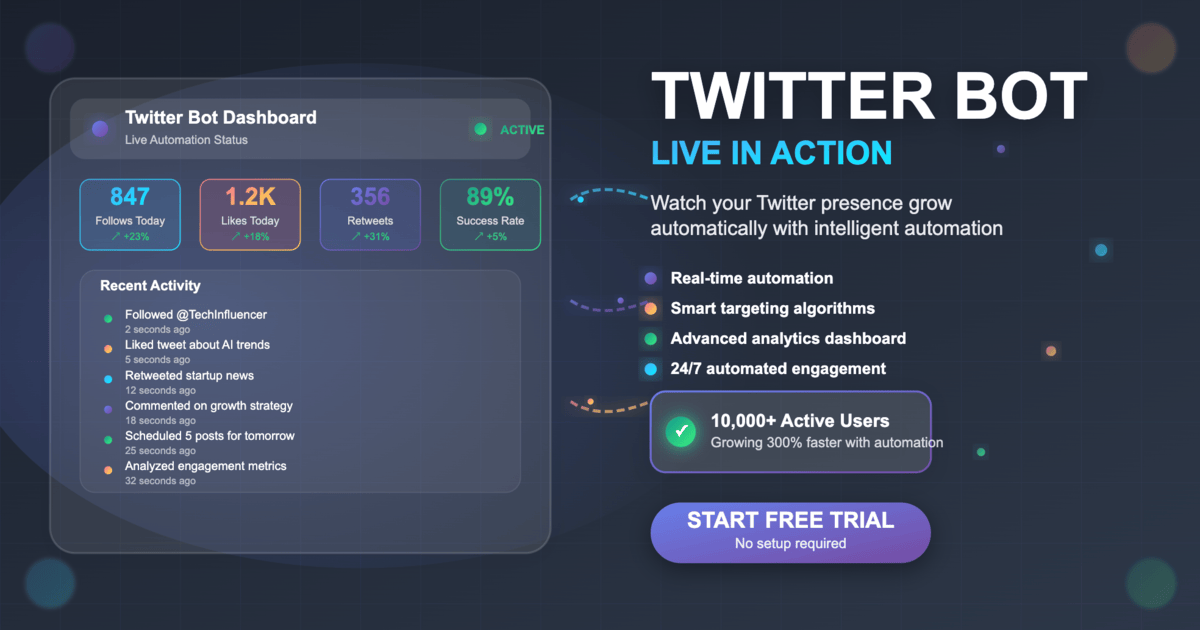 Twitter Bot Dashboard
Live Automation Status
ACTIVE
847
Follows Today
↗ +23%
1.2K
Likes Today
↗ +18%
356
Retweets
↗ +31%
89%
Success Rate
↗ +5%
Recent Activity
Followed @TechInfluencer
2 seconds ago
Liked tweet about AI trends
5 seconds ago
Retweeted startup news
12 seconds ago
Commented on growth strategy
18 seconds ago
Scheduled 5 posts for tomorrow
25 seconds ago
Analyzed engagement metrics
32 seconds ago
TWITTER BOT
LIVE IN ACTION
Watch your Twitter presence grow
automatically with intelligent automation
Real-time automation
Smart targeting algorithms
Advanced analytics dashboard
24/7 automated engagement
✓
10,000+ Active Users
Growing 300% faster with automation
START FREE TRIAL
No setup required